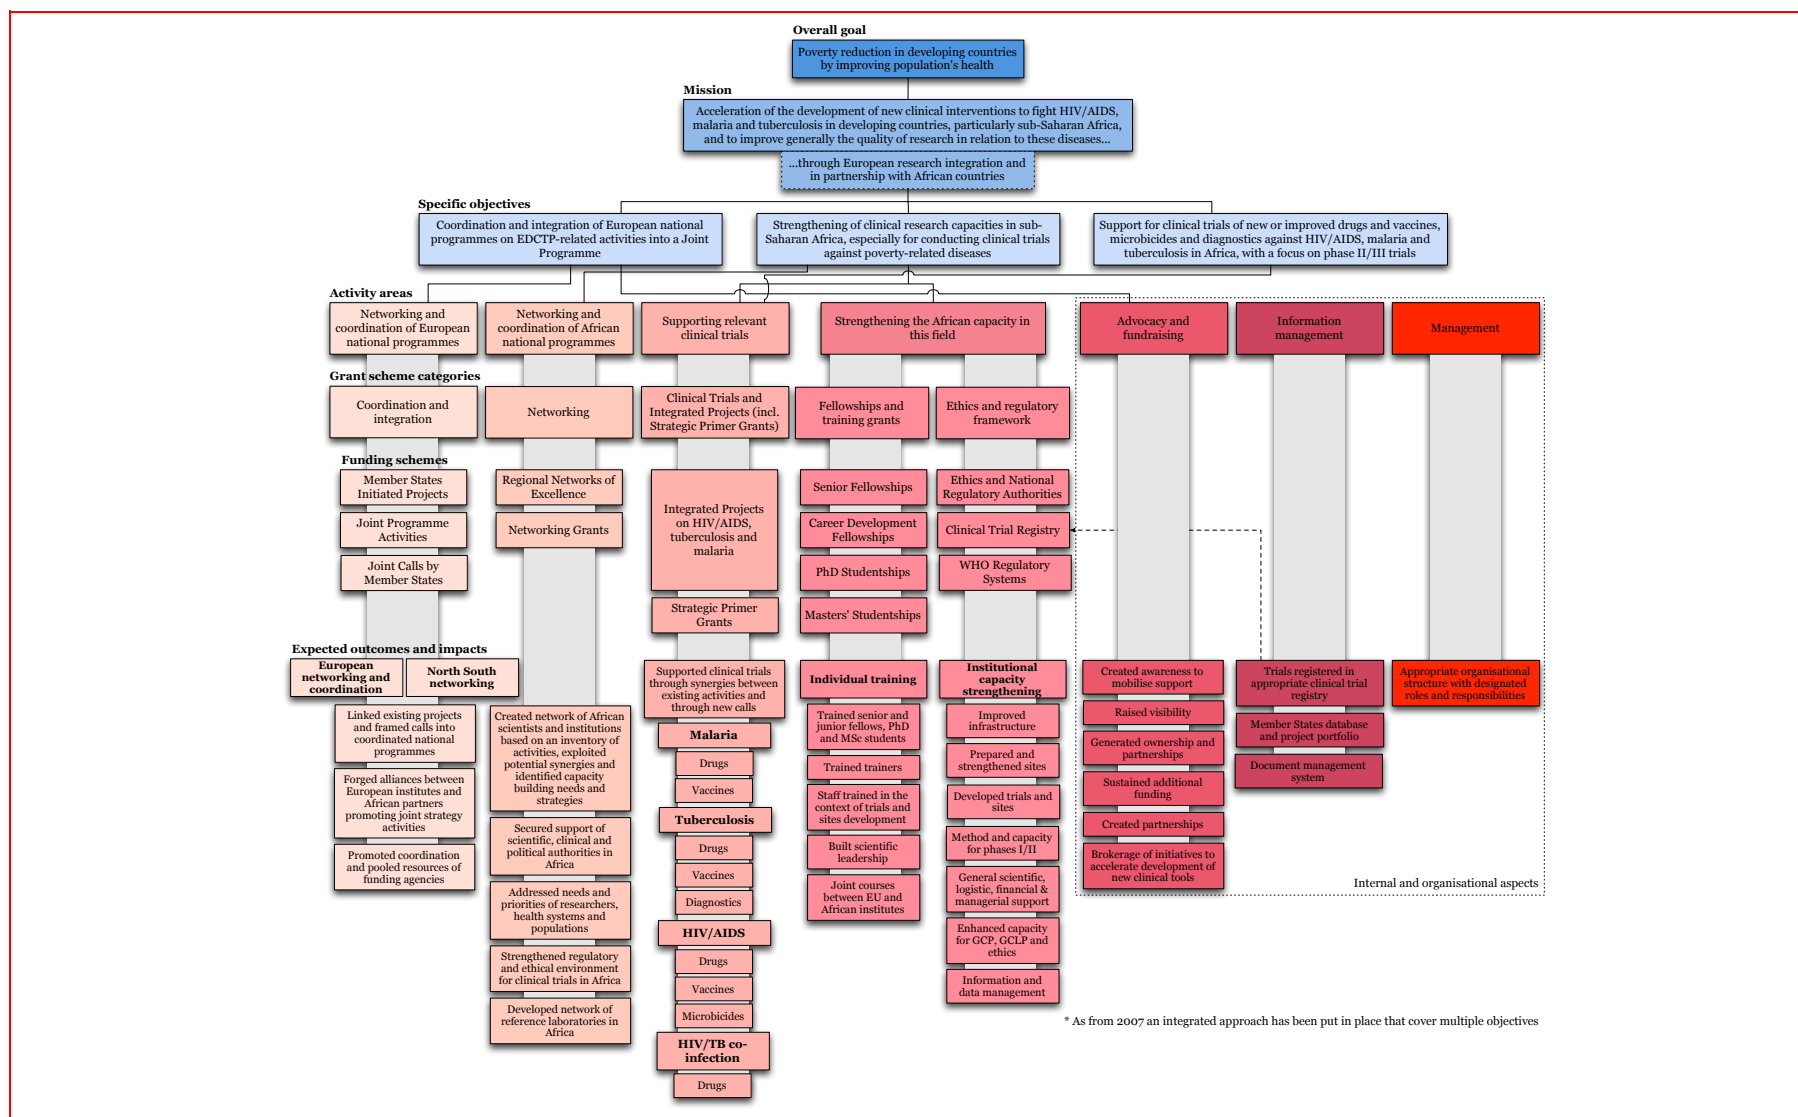 Overall goal
Poverty reduction in developing countries
by improving population's health
Mission
Acceleration of the development of new clinical interventions to fight HIV/AIDS,
malaria and tuberculosis in developing countries, particularly sub-Saharan Africa,
and to improve generally the quality of research in relation to these diseases...
...through European research integration and
in partnership with African countries
Specific objectives
Coordination and integration of European national
programmes on EDCTP-related activities into a Joint
Programme
Strengthening of clinical research capacities in sub-
Saharan Africa, especially for conducting clinical trials
against poverty-related diseases
Support for clinical trials of new or improved drugs and vaccines,
microbicides and diagnostics against HIV/AIDS, malaria and
tuberculosis in Africa, with a focus on phase II/III trials
Activity areas
Networking and
coordination of European
national programmes
Networking and
coordination of African
national programmes
Supporting relevant
clinical trials
Strengthening the African capacity in
this field
Advocacy and
fundraising
Information
management
Management
Grant scheme categories
Coordination and
integration
Networking
Clinical Trials and
Integrated Projects (incl.
Strategic Primer Grants)
Fellowships and
training grants
Ethics and regulatory
framework
Funding schemes
Member States
Initiated Projects
Joint Programme
Activities
Joint Calls by
Member States
Regional Networks of
Excellence
Networking Grants
Integrated Projects
on HIV/AIDS,
tuberculosis and
malaria
Strategic Primer
Grants
Senior Fellowships
Career Development
Fellowships
PhD Studentships
Masters' Studentships
Ethics and National
Regulatory Authorities
Clinical Trial Registry
WHO Regulatory
Systems
Expected outcomes and impacts
European
networking and
coordination
North South
networking
Linked existing projects
and framed calls into
coordinated national
programmes
Forged alliances between
European institutes and
African partners
promoting joint strategy
activities
Promoted coordination
and pooled resources of
funding agencies
Created network of African
scientists and institutions
based on an inventory of
activities, exploited
potential synergies and
identified capacity
building needs and
strategies
Secured support of
scientific, clinical and
political authorities in
Africa
Addressed needs and
priorities of researchers,
health systems and
populations
Strengthened regulatory
and ethical environment
for clinical trials in Africa
Developed network of
reference laboratories in
Africa
Supported clinical trials
through synergies between
existing activities and
through new calls
Malaria
Drugs
Vaccines
Tuberculosis
Drugs
Vaccines
Diagnostics
HIV/AIDS
Drugs
Vaccines
Microbicides
HIV/TB co-
infection
Drugs
Individual training
Trained senior and
junior fellows, PhD
and MSc students
Trained trainers
Staff trained in the
context of trials and
sites development
Built scientific
leadership
Joint courses
between EU and
African institutes
Institutional
capacity
strengthening
Improved
infrastructure
Prepared and
strengthened sites
Developed trials and
sites
Method and capacity
for phases I/II
General scientific,
logistic, financial &
managerial support
Enhanced capacity
for GCP, GCLP and
ethics
Information and
data management
Created awareness to
mobilise support
Raised visibility
Generated ownership and
partnerships
Sustained additional
funding
Created partnerships
Brokerage of initiatives to
accelerate development of
new clinical tools
Trials registered in
appropriate clinical trial
registry
Member States database
and project portfolio
Document management
system
Appropriate organisational
structure with designated
roles and responsibilities
Internal and organisational aspects
* As from 2007 an integrated approach has been put in place that cover multiple objectives